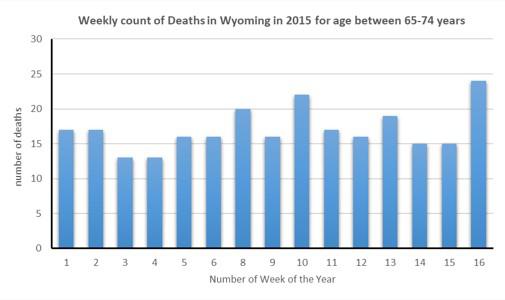 Weekly count of Deaths in Wyoming in 2015 for age between 65-74 years
30
25
20
15
10
5
0
number of deaths
1 2 3 4 5 6 8 9 10 11 12 13 14 15 16
Number of Week of the Year